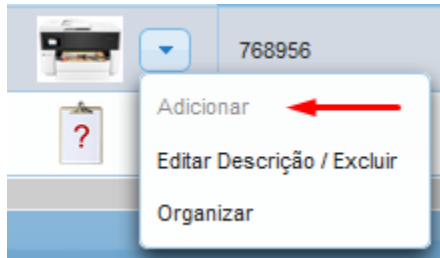 768956
Adicionar
?
Editar Descrição / Excluir
Organizar